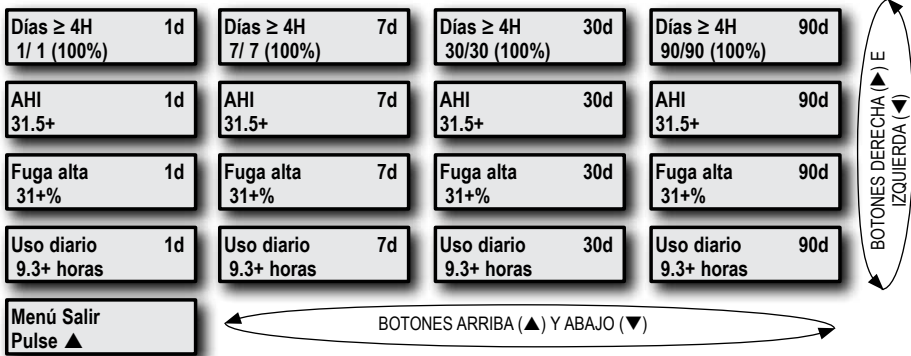 Días ≥ 4H 1d
1/ 1 (100%)
Días ≥ 4H 7d
7/ 7 (100%)
Días ≥ 4H 30d
30/30 (100%)
Días ≥ 4H 90d
90/90 (100%)
AHI 1d
31.5+
AHI 7d
31.5+
AHI 30d
31.5+
AHI 90d
31.5+
Fuga alta 1d
31+%
Fuga alta 7d
31+%
Fuga alta 30d
31+%
Fuga alta 90d
31+%
Uso diario 1d
9.3+ horas
Uso diario 7d
9.3+ horas
Uso diario 30d
9.3+ horas
Uso diario 90d
9.3+ horas
Menú Salir
Pulse ▲
BOTONES ARRIBA (▲) Y ABAJO (▼)
BOTONES DERECHA (▶) E
IZQUIERDA (◀)